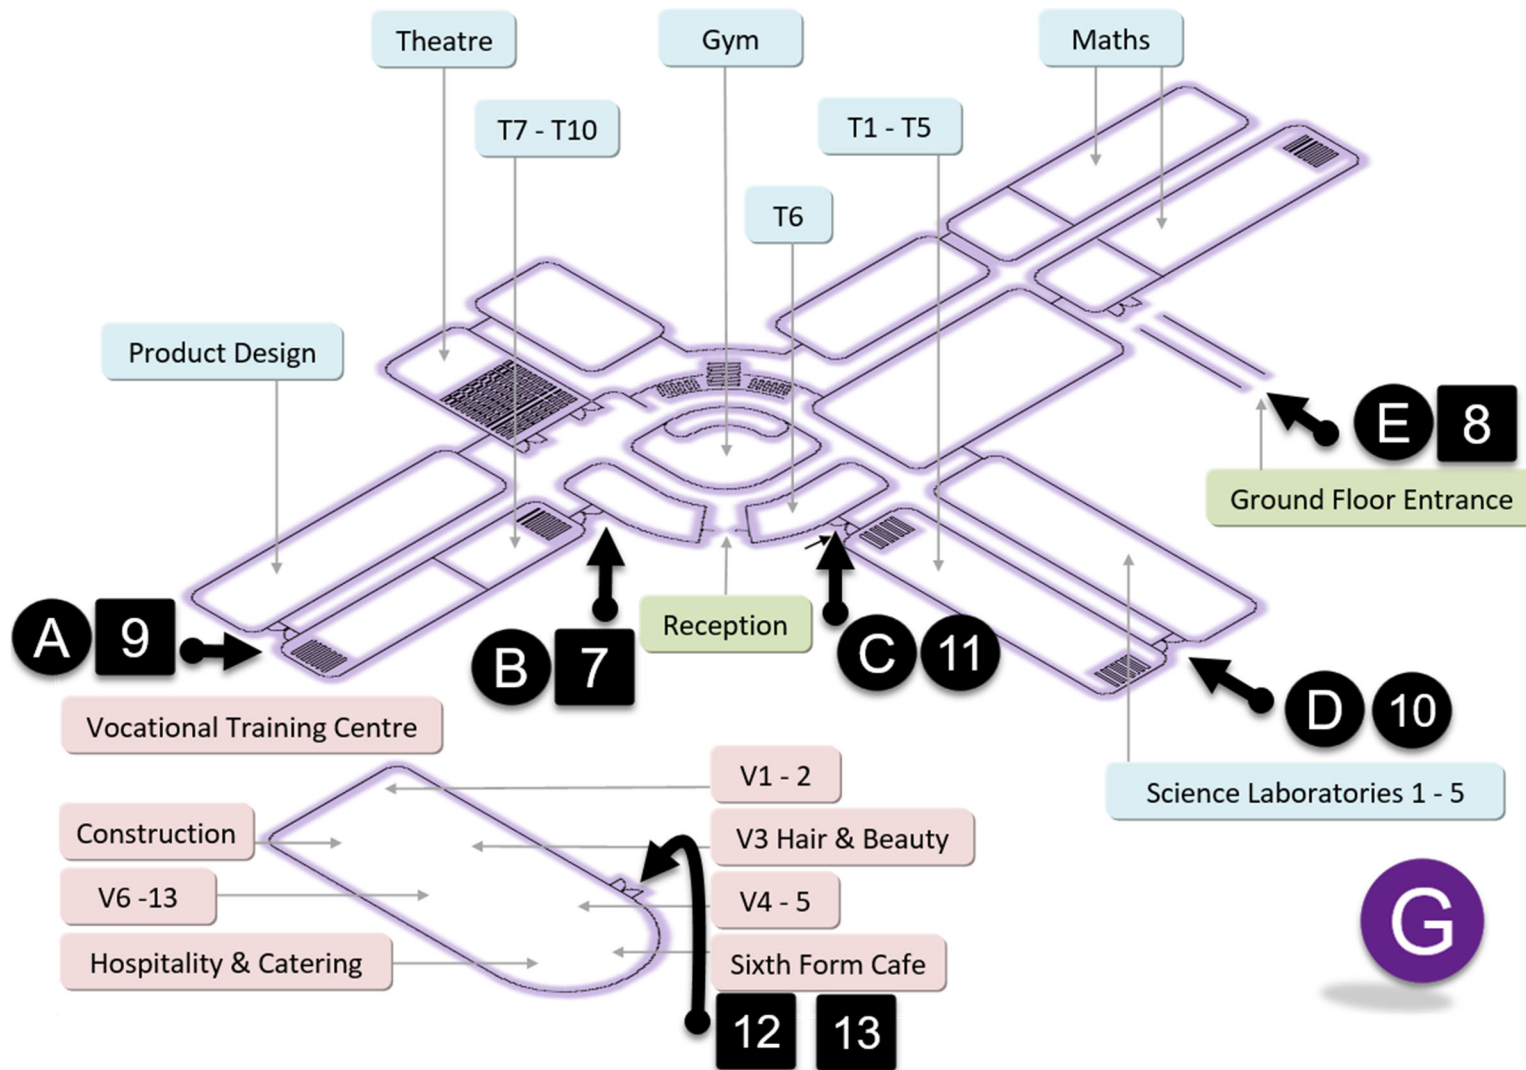 Theatre
Gym
Maths
T7 - T10
T1 - T5
T6
Product Design
E 8
Ground Floor Entrance
A 9
B 7
Reception
C 11
D 10
Vocational Training Centre
V1 - 2
Science Laboratories 1 - 5
Construction
V3 Hair & Beauty
V6 -13
V4 - 5
G
Hospitality & Catering
Sixth Form Cafe
12 13